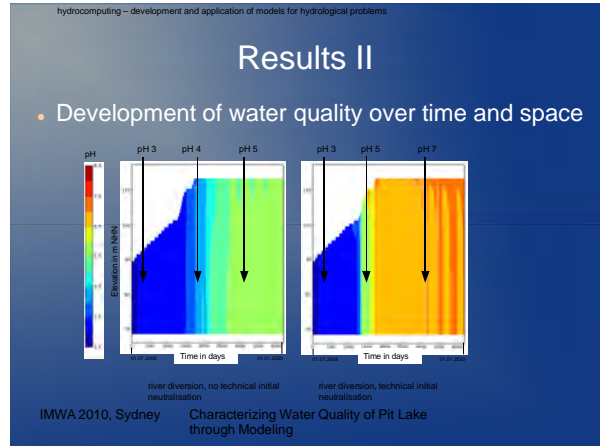 hydrocomputing – development and application of models for hydrological problems
Results II
Development of water quality over time and space
pH
pH 3
pH 4
pH 5
pH 3
pH 5
pH 7
Elevation in m NHN
Time in days
Time in days
river diversion, no technical initial
neutralisation
river diversion, technical initial
neutralisation
IMWA 2010, Sydney
Characterizing Water Quality of Pit Lake
through Modeling